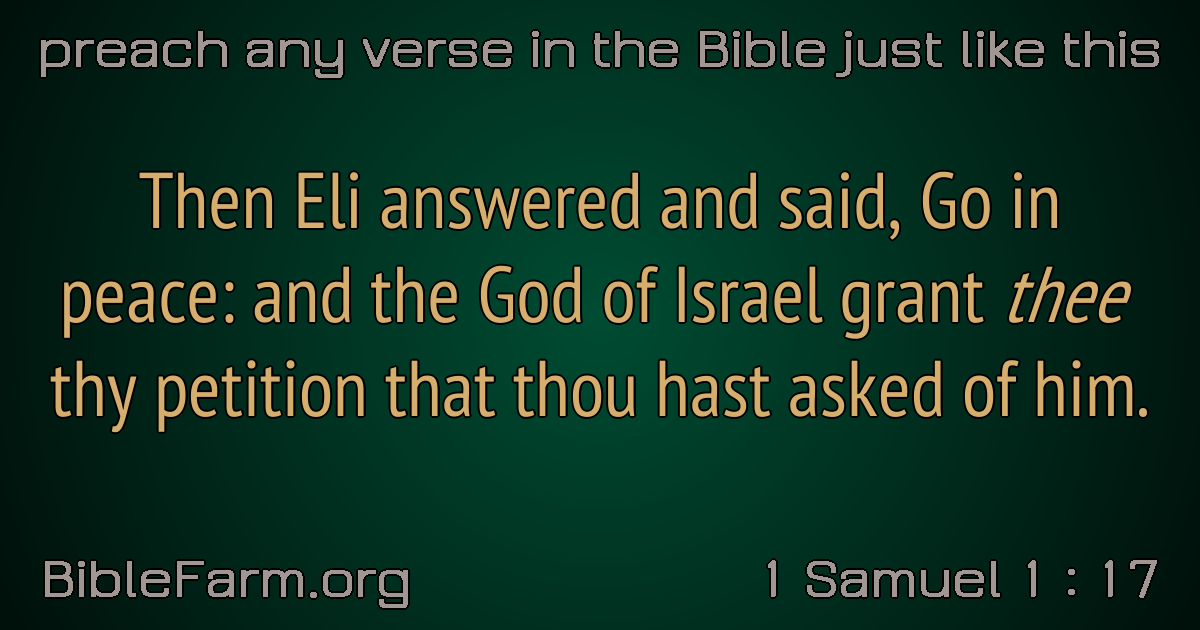 preach any verse in the Bible just like this
Then Eli answered and said, Go in
peace: and the God of Israel grant thee
thy petition that thou hast asked of him.
BibleFarm.org
1 Samuel 1 : 17